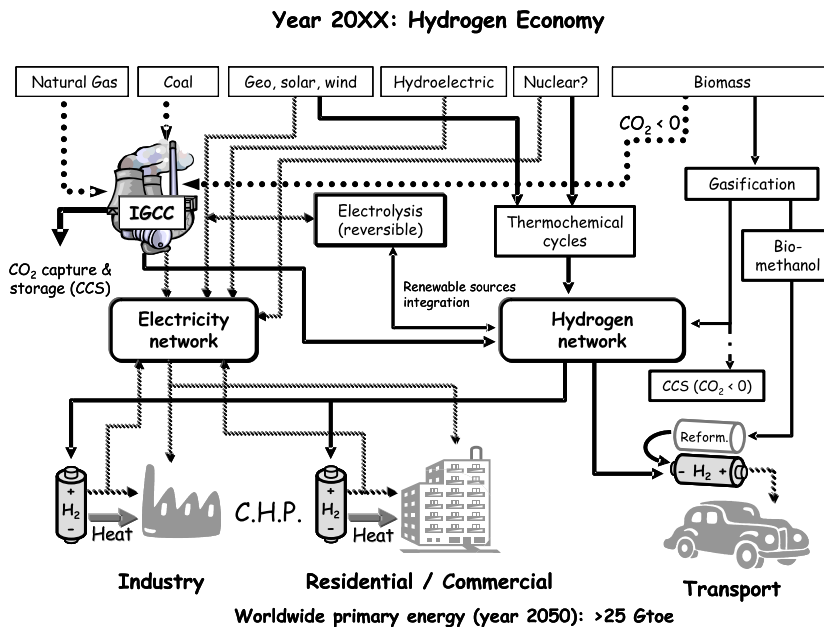 Year 20XX: Hydrogen Economy
Natural Gas
Coal
Geo, solar, wind
Hydroelectric
Nuclear?
Biomass
CO₂ < 0
IGCC
Electrolysis
(reversible)
Thermochemical
cycles
Gasification
Bio-
methanol
CO₂ capture &
storage (CCS)
Renewable sources
integration
Electricity
network
Hydrogen
network
CCS (CO₂ < 0)
Reform.
- H₂ +
+
H₂
-
Heat
C.H.P.
+
H₂
-
Heat
Industry
Residential / Commercial
Transport
Worldwide primary energy (year 2050): >25 Gtoe